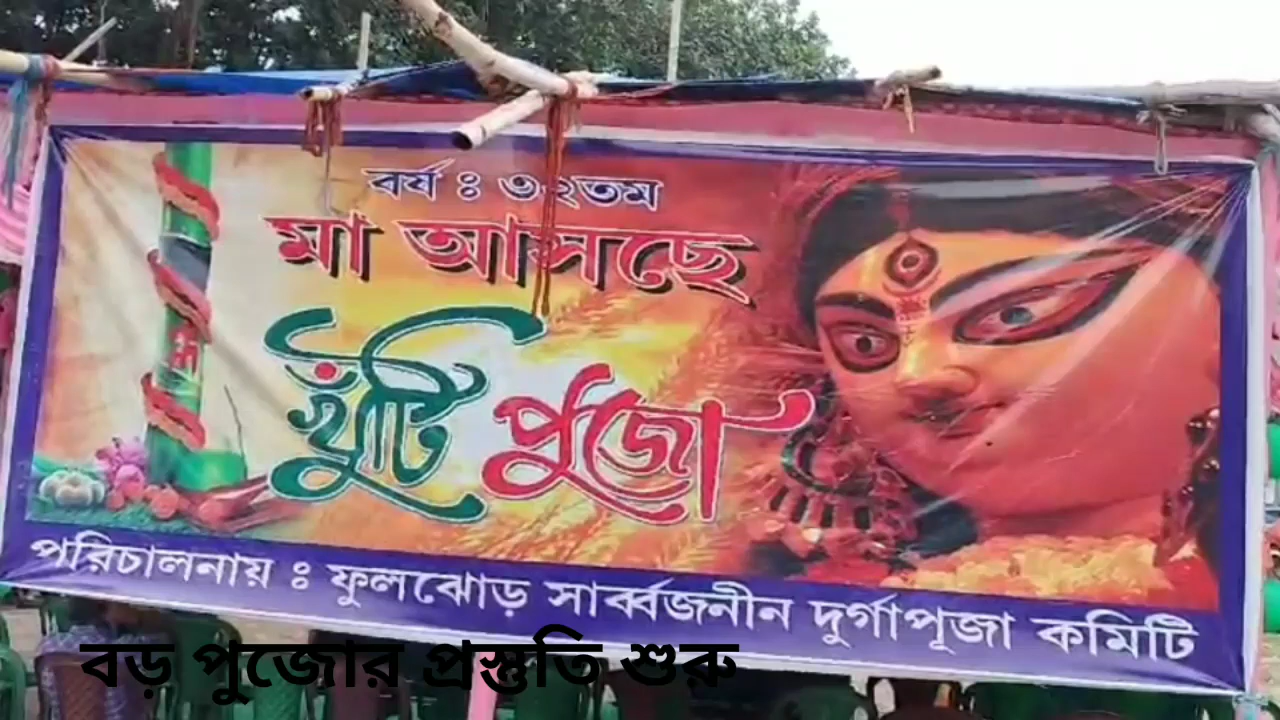 বর্ষ ঃ ৩২তম
মা আসছে
খুঁটি পুজো
পরিচালনায় ঃ ফুলঝোড় সার্ব্বজনীন দুর্গাপূজা কমিটি
বড় পুজোর প্রস্তুতি শুরু